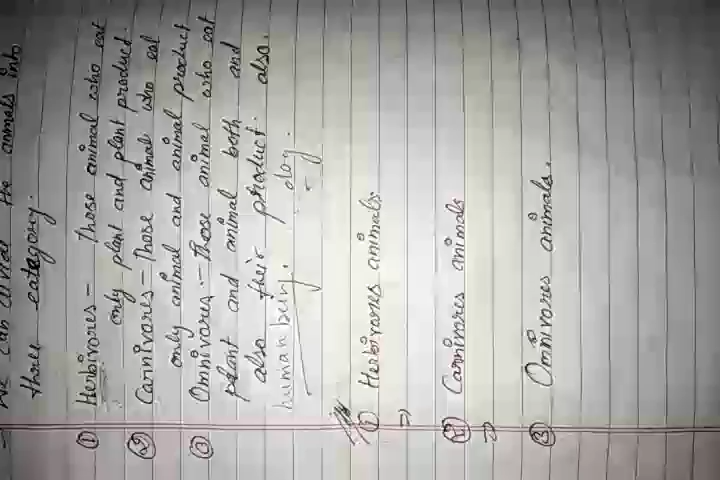 We can divide the animals into
three category.
① Herbivores - those animal who eat
only plant and plant product.
② Carnivores - Those animal who eat
only animal and animal product
③ Omnivores :- those animal who eat
plant and animal both and
also their product also.
human being. dog.
① Herbivores animals.
⇒
② Carnivores animals
⇒
③ Omnivores animals.